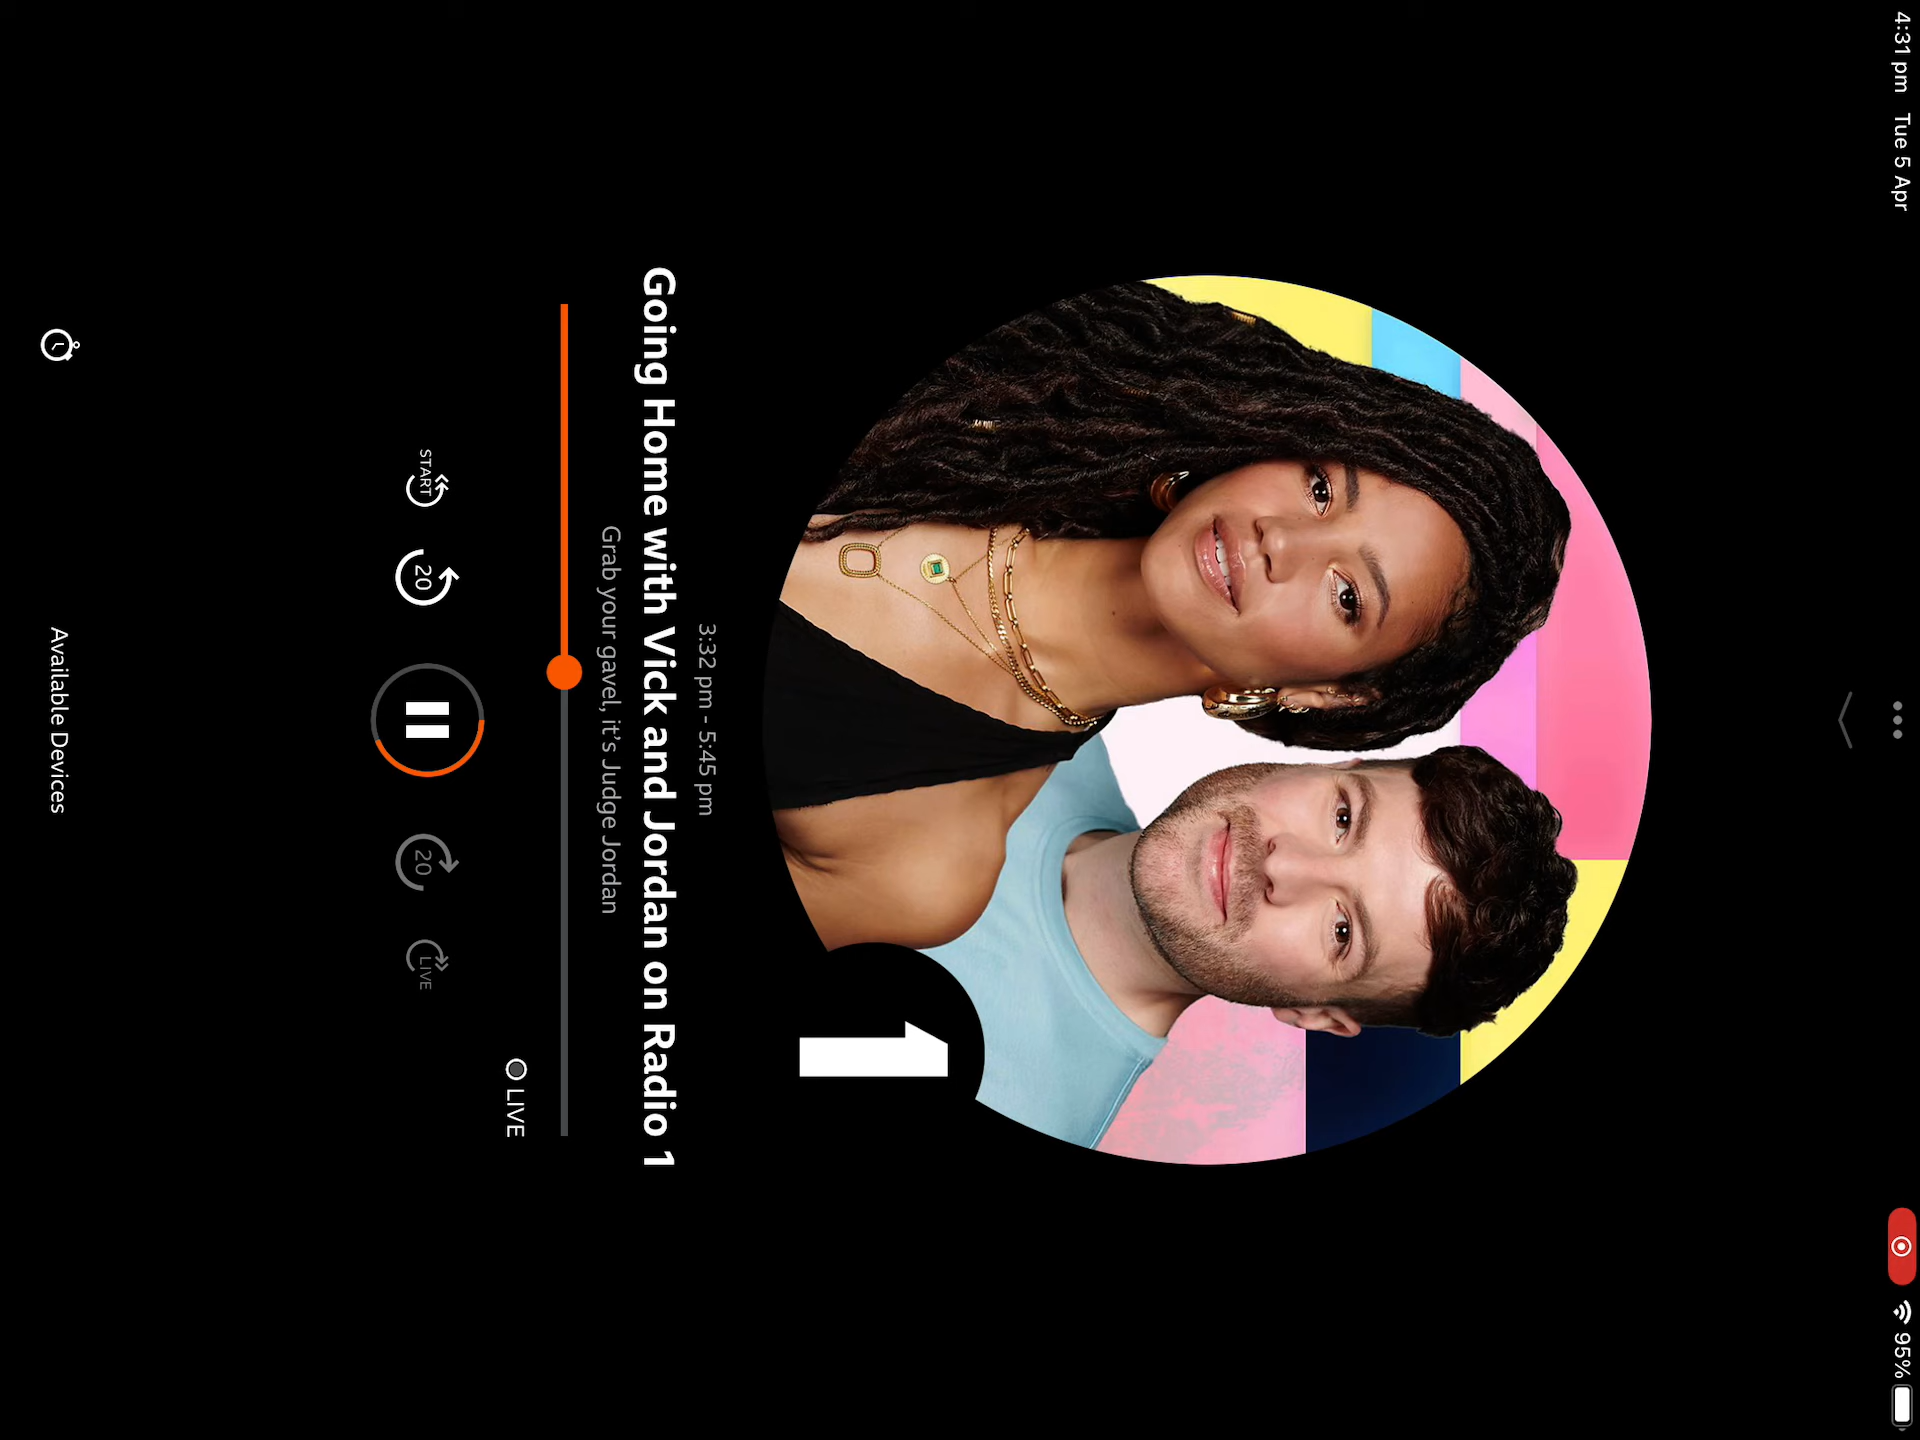 4:31 pm Tue 5 Apr
95%
1
3:32 pm - 5:45 pm
Going Home with Vick and Jordan on Radio 1
Grab your gavel, it's Judge Jordan
LIVE
START
20
20
LIVE
Available Devices